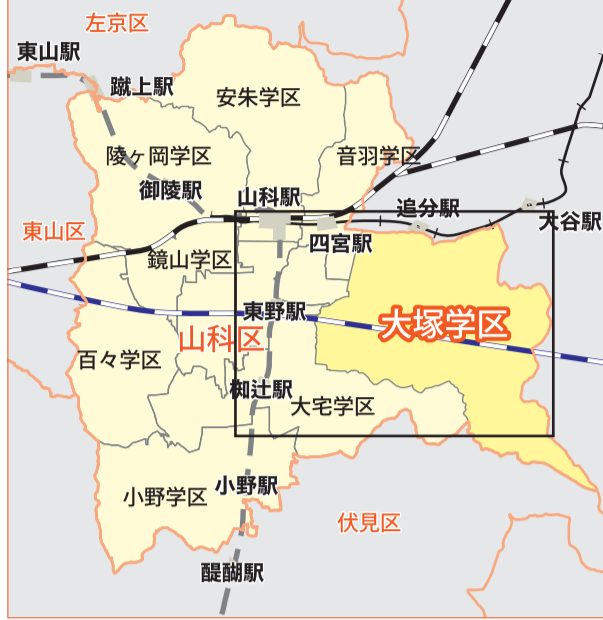 左京区
東山駅
蹴上駅
安朱学区
陵ヶ岡学区
音羽学区
御陵駅
山科駅
追分駅
大谷駅
東山区
四宮駅
鏡山学区
東野駅
大塚学区
山科区
百々学区
椥辻駅
大宅学区
小野駅
小野学区
伏見区
醍醐駅